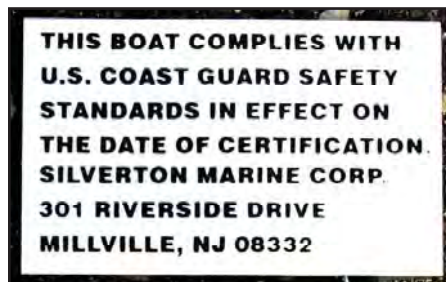 THIS BOAT COMPLIES WITH
U.S. COAST GUARD SAFETY
STANDARDS IN EFFECT ON
THE DATE OF CERTIFICATION.
SILVERTON MARINE CORP.
301 RIVERSIDE DRIVE
MILLVILLE, NJ 08332